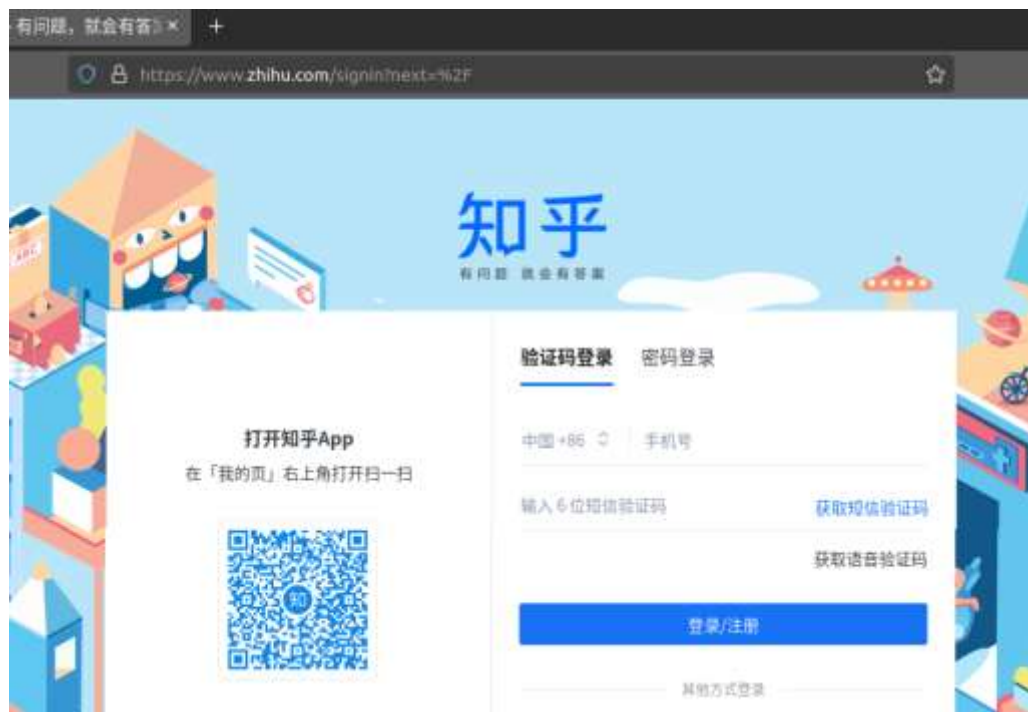 有问题，就会有答
https://www.zhihu.com/signin?next=%2F
知乎
有问题 就会有答案
ABC
验证码登录 密码登录
打开知乎App
在「我的页」右上角打开扫一扫
知
中国 +86 手机号
输入 6 位短信验证码 获取短信验证码
获取语音验证码
登录/注册
其他方式登录